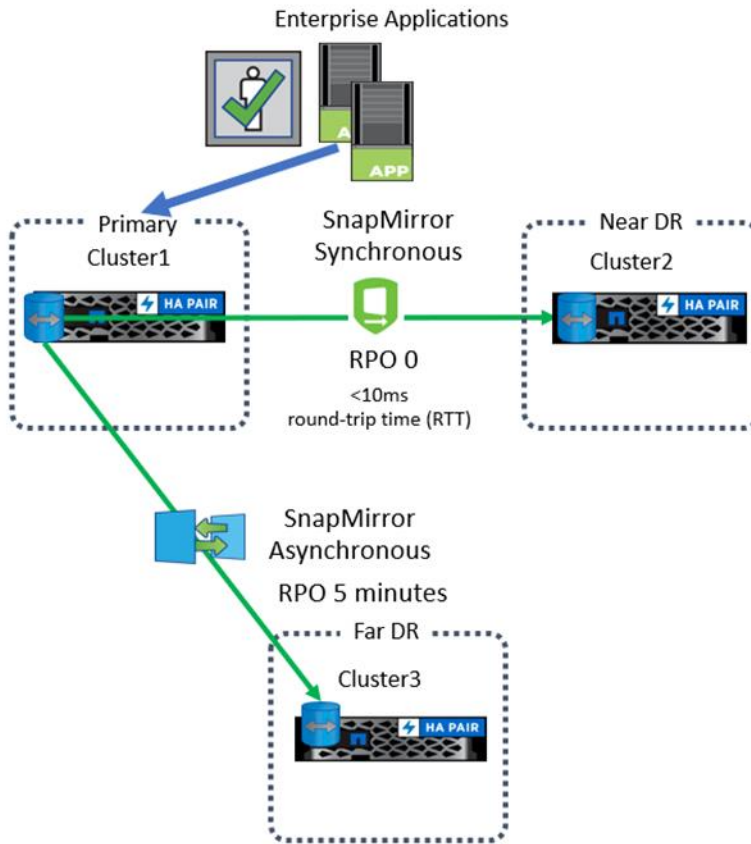 Enterprise Applications
A
APP
Primary
Cluster1
HA PAIR
SnapMirror
Synchronous
RPO 0
<10ms
round-trip time (RTT)
Near DR
Cluster2
HA PAIR
SnapMirror
Asynchronous
RPO 5 minutes
Far DR
Cluster3
HA PAIR